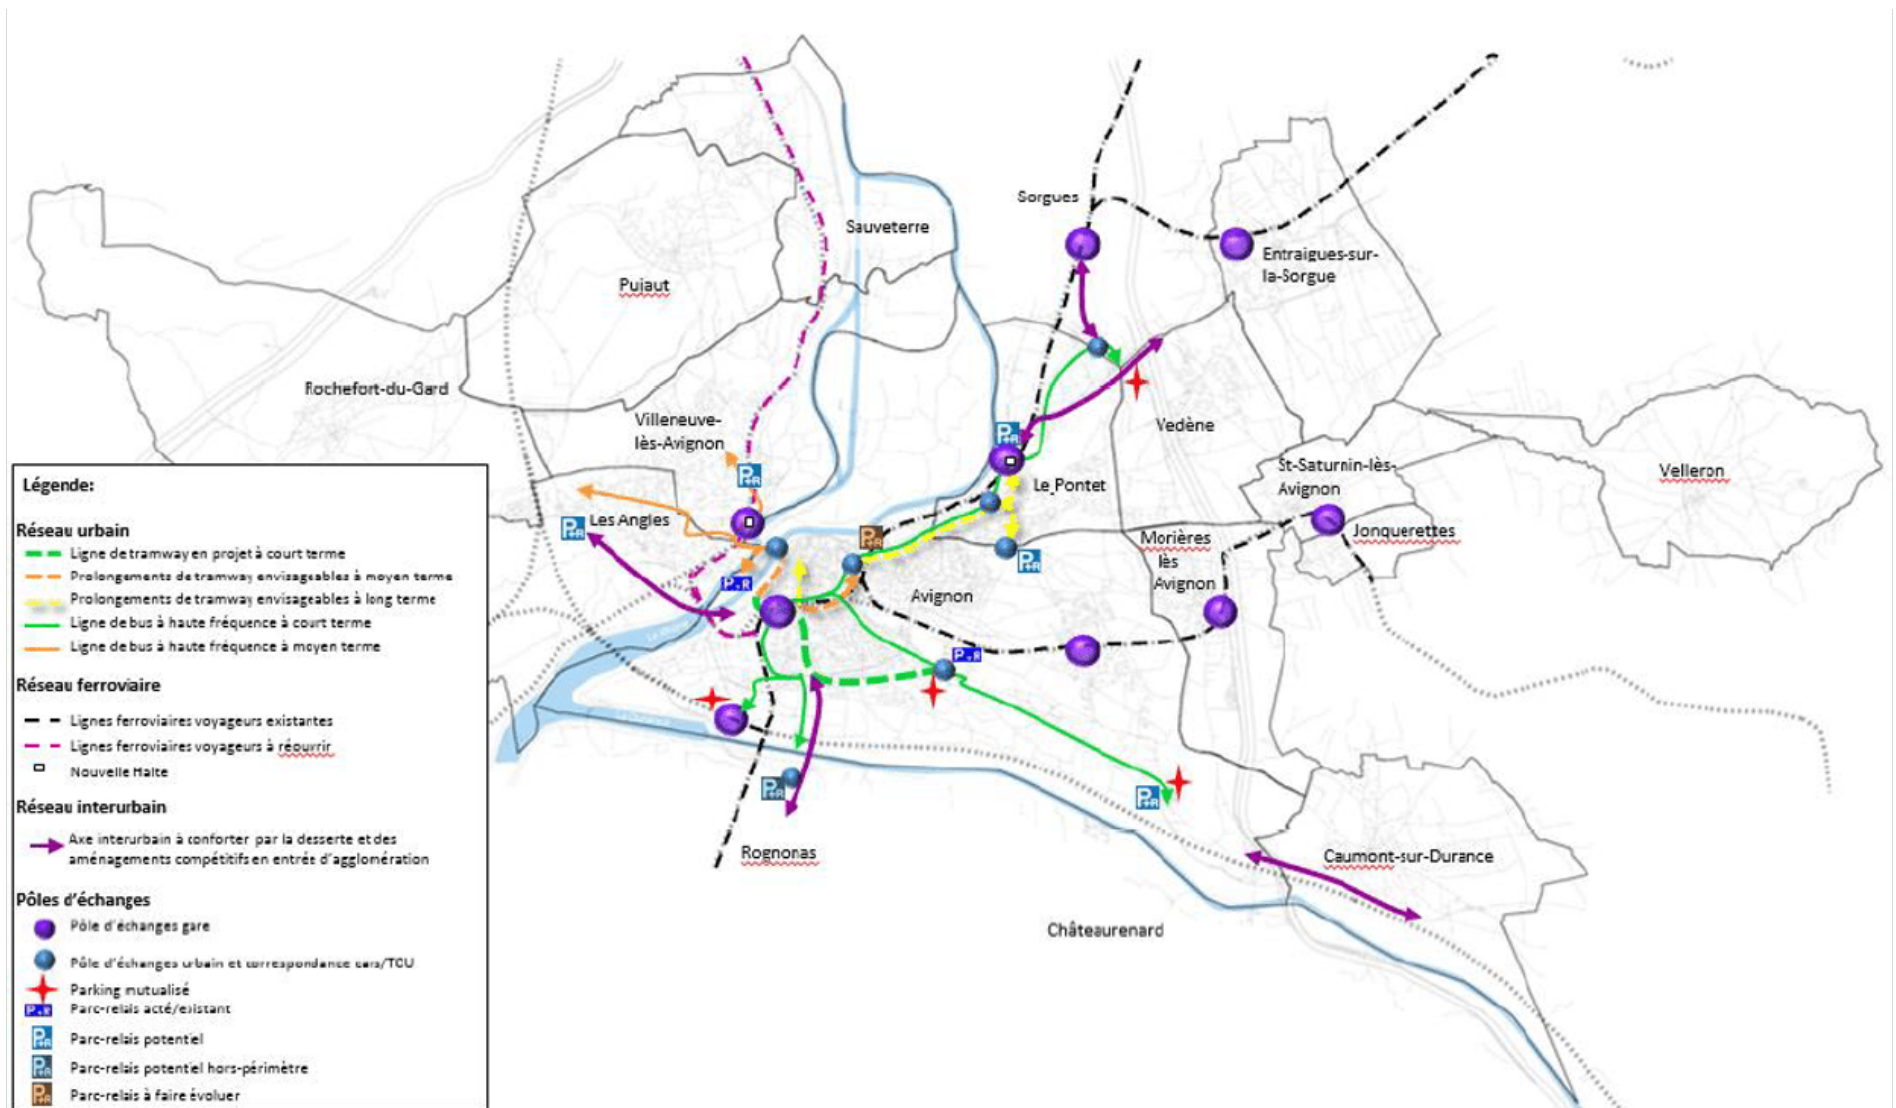 Sorgues
Sauveterre
Entraigues-sur-
la-Sorgue
Pujaut
Rochefort-du-Gard
Villeneuve-
lès-Avignon
Vedène
St-Saturnin-lès-
Avignon
Velleron
Le Pontet
Les Angles
Jonquerettes
Morières
lès
Avignon
Avignon
P+R
P+R
P+R
P+R
P+R
P+R
P+R
P+R
P+R
Rognonas
Caumont-sur-Durance
Châteaurenard
Légende:
Réseau urbain
Ligne de tramway en projet à court terme
Prolongements de tramway envisageables à moyen terme
Prolongements de tramway envisageables à long terme
Ligne de bus à haute fréquence à court terme
Ligne de bus à haute fréquence à moyen terme
Réseau ferroviaire
Lignes ferroviaires voyageurs existantes
Lignes ferroviaires voyageurs à réouvrir
Nouvelle Halte
Réseau interurbain
Axe interurbain à conforter par la desserte et des
aménagements compétitifs en entrée d'agglomération
Pôles d'échanges
Pôle d'échanges gare
Pôle d'échanges urbain et correspondance cars/TCU
Parking mutualisé
P+R Parc-relais acté/existant
P+R Parc-relais potentiel
P+R Parc-relais potentiel hors-périmètre
P+R Parc-relais à faire évoluer